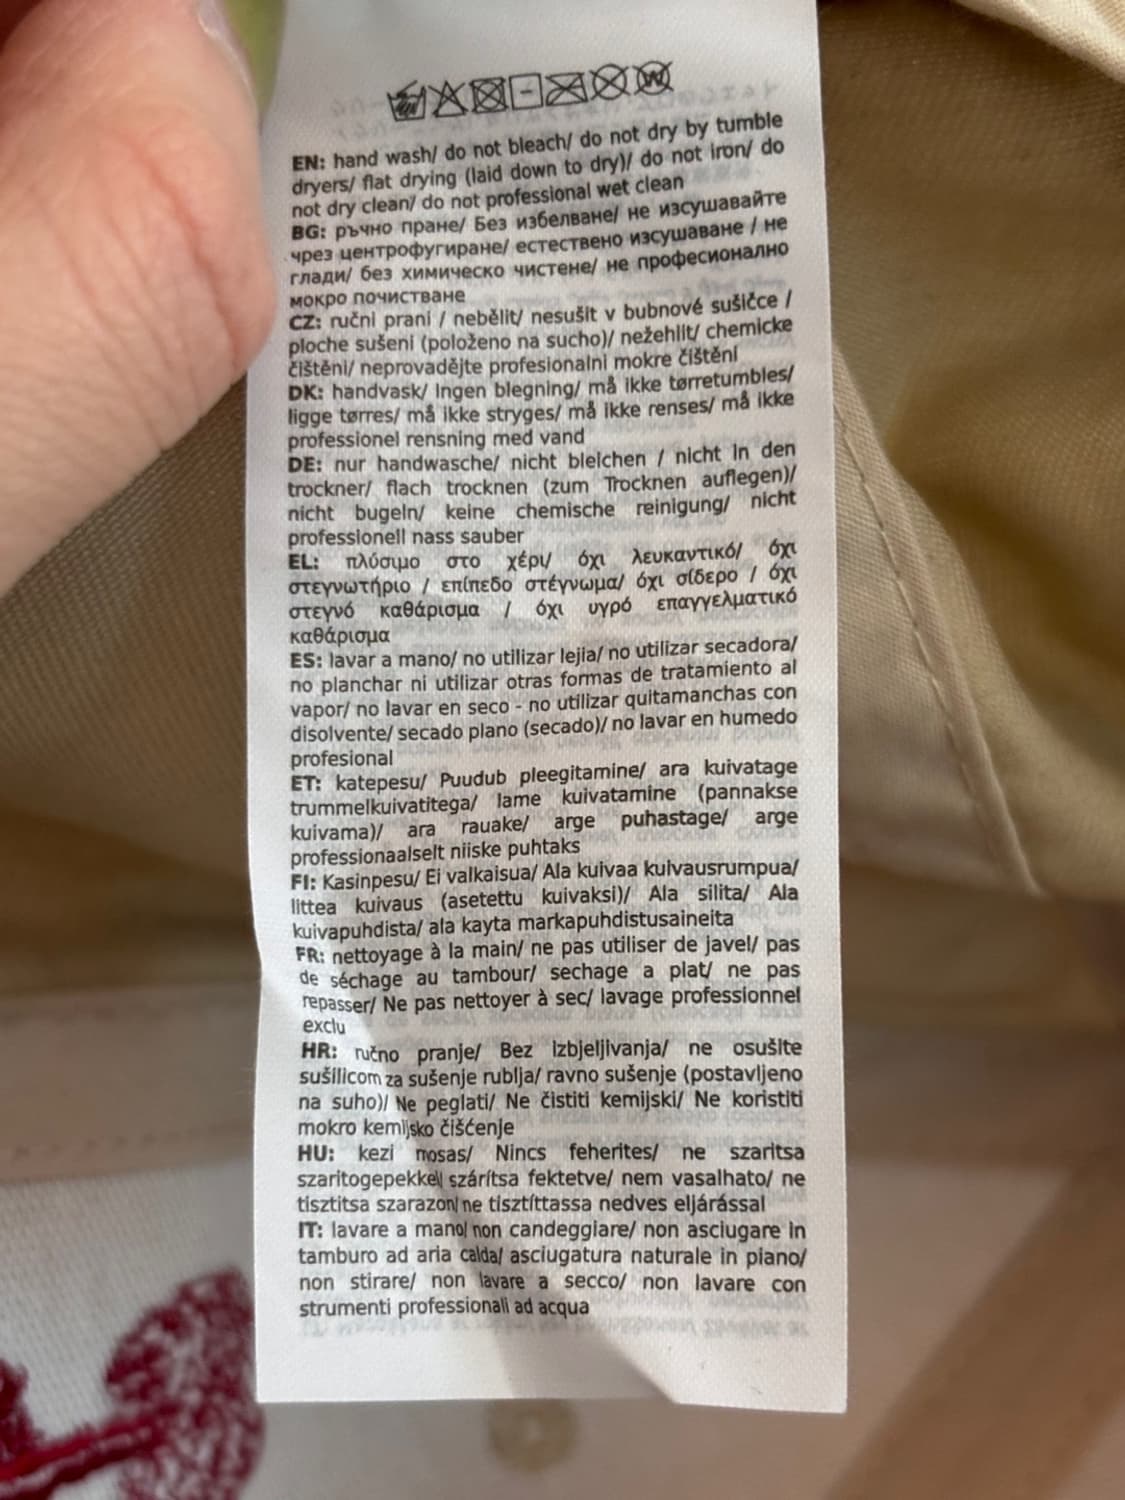 EN: hand wash/ do not bleach/ do not dry by tumble
dryers/ flat drying (laid down to dry)/ do not iron/ do
not dry clean/ do not professional wet clean
BG: ръчно пране/ Без избелване/ не изсушавайте
чрез центрофугиране/ естествено изсушаване / не
глади/ без химическо чистене/ не професионално
мокро почистване
CZ: ručni prani / nebělit/ nesušit v bubnové sušičce /
ploche sušeni (položeno na sucho)/ nežehlit/ chemicke
čištěni/ neprovadějte profesionalni mokre čištěni
DK: handvask/ Ingen blegning/ må ikke tørretumbles/
ligge tørres/ må ikke stryges/ må ikke renses/ må ikke
professionel rensning med vand
DE: nur handwasche/ nicht bleichen / nicht in den
trockner/ flach trocknen (zum Trocknen auflegen)/
nicht bugeln/ keine chemische reinigung/ nicht
professionell nass sauber
EL: πλύσιμο στο χέρι/ όχι λευκαντικό/ όχι
στεγνωτήριο / επίπεδο στέγνωμα/ όχι σίδερο / όχι
στεγνό καθάρισμα / όχι υγρό επαγγελματικό
καθάρισμα
ES: lavar a mano/ no utilizar lejia/ no utilizar secadora/
no planchar ni utilizar otras formas de tratamiento al
vapor/ no lavar en seco - no utilizar quitamanchas con
disolvente/ secado plano (secado)/ no lavar en humedo
profesional
ET: katepesu/ Puudub pleegitamine/ ara kuivatage
trummelkuivatitega/ lame kuivatamine (pannakse
kuivama)/ ara rauake/ arge puhastage/ arge
professionaalselt niiske puhtaks
FI: Kasinpesu/ Ei valkaisua/ Ala kuivaa kuivausrumpua/
littea kuivaus (asetettu kuivaksi)/ Ala silita/ Ala
kuivapuhdista/ ala kayta markapuhdistusaineita
FR: nettoyage à la main/ ne pas utiliser de javel/ pas
de séchage au tambour/ sechage a plat/ ne pas
repasser/ Ne pas nettoyer à sec/ lavage professionnel
exclu
HR: ručno pranje/ Bez Izbjeljivanja/ ne osušite
sušilicom za sušenje rublja/ ravno sušenje (postavljeno
na suho)/ Ne peglati/ Ne čistiti kemijski/ Ne koristiti
mokro kemijsko čišćenje
HU: kezi mosas/ Nincs feherites/ ne szaritsa
szaritogepekkel/ szárítsa fektetve/ nem vasalhato/ ne
tisztitsa szarazon/ ne tisztíttassa nedves eljárással
IT: lavare a mano/ non candeggiare/ non asciugare in
tamburo ad aria calda/ asciugatura naturale in piano/
non stirare/ non lavare a secco/ non lavare con
strumenti professionali ad acqua